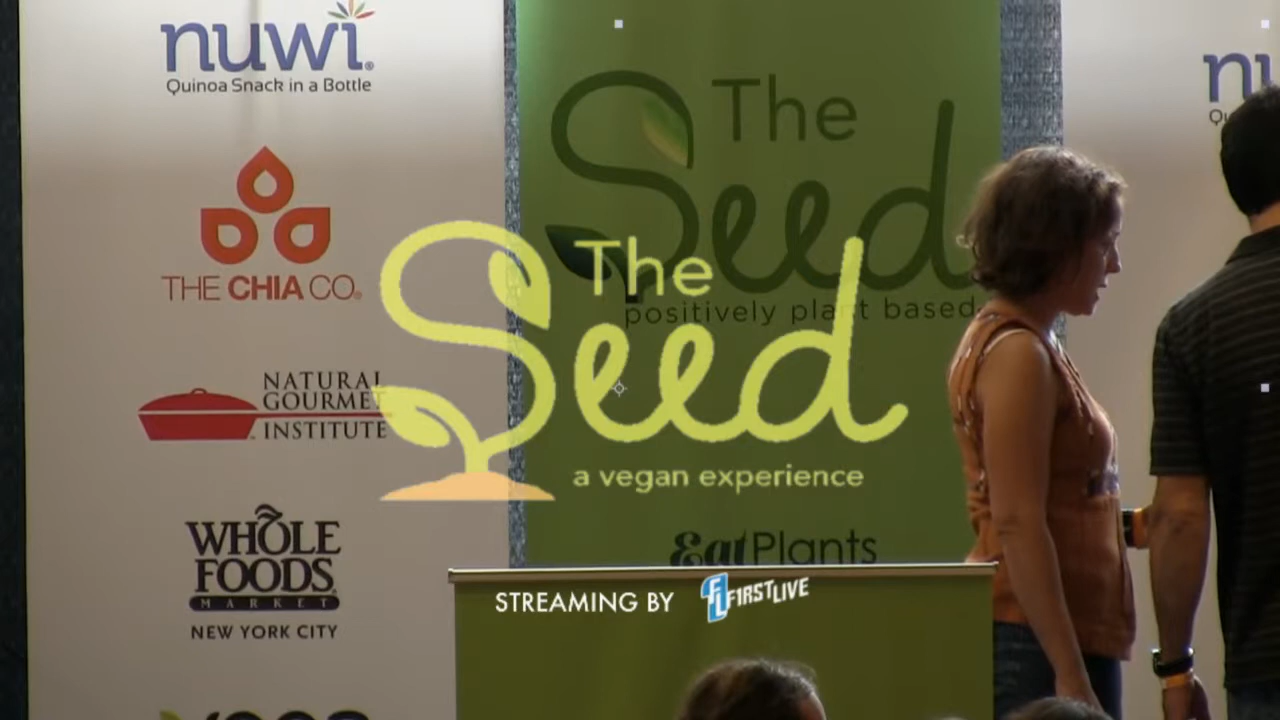 nuwi®
Quinoa Snack in a Bottle
THE CHIA CO®
NATURAL
GOURMET
INSTITUTE
WHOLE
FOODS
MARKET
NEW YORK CITY
The
Seed
positively plant based
EatPlants
The
Seed
a vegan experience
STREAMING BY F1RSTLIVE
nu